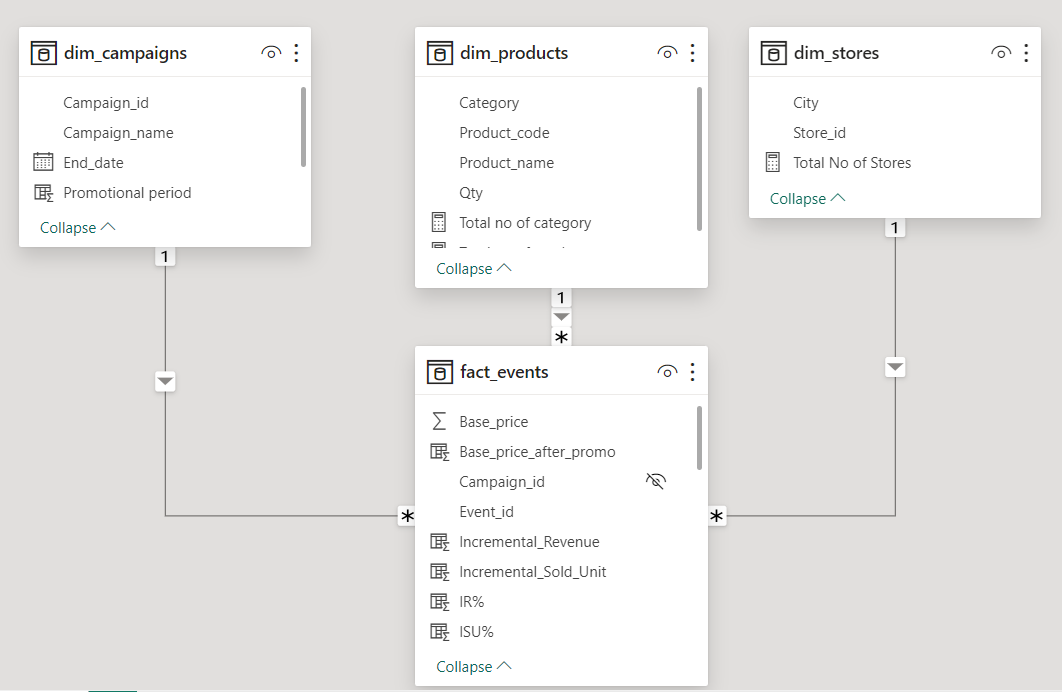 dim_campaigns
Campaign_id
Campaign_name
End_date
Promotional period
Collapse
1
dim_products
Category
Product_code
Product_name
Qty
Total no of category
Collapse
1
*
dim_stores
City
Store_id
Total No of Stores
Collapse
1
fact_events
Base_price
Base_price_after_promo
Campaign_id
Event_id
Incremental_Revenue
Incremental_Sold_Unit
IR%
ISU%
Collapse
*
*